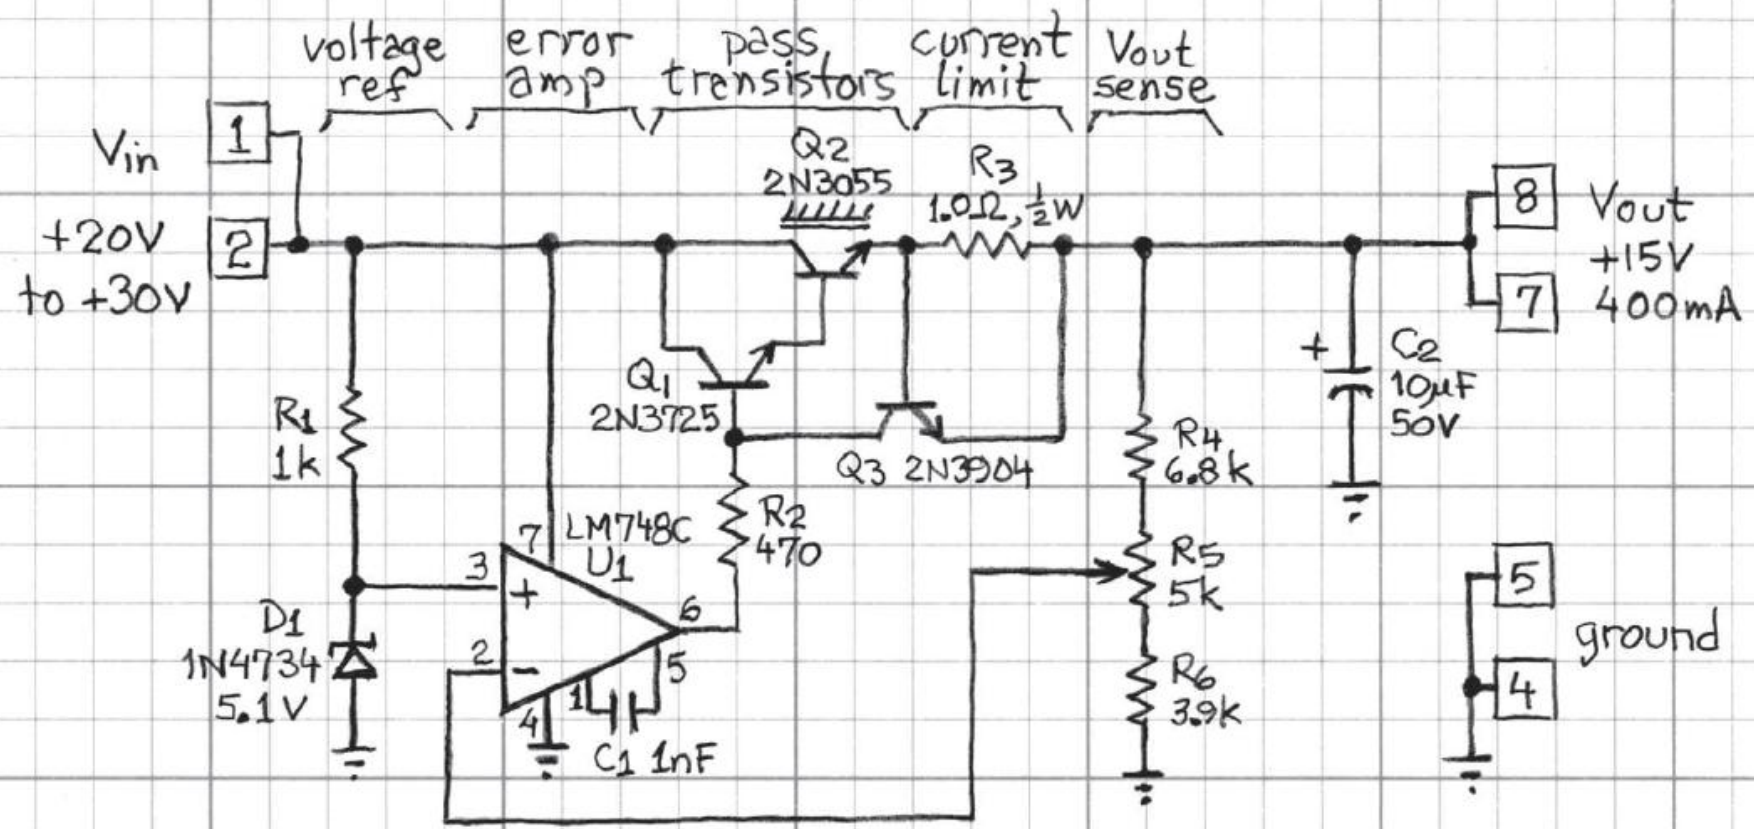 voltage
ref
error
amp
pass
transistors
current
limit
Vout
sense
Vin
1
+20V
to +30V
2
Q2
2N3055
R3
1.0Ω, ½W
8
7
Vout
+15V
400mA
Q1
2N3725
Q3 2N3904
R1
1k
R2
470
R4
6.8k
R5
5k
R6
3.9k
+
C2
10µF
50V
LM748C
U1
7
3
+
2
-
6
5
1
4
C1 1nF
D1
1N4734
5.1V
5
4
ground